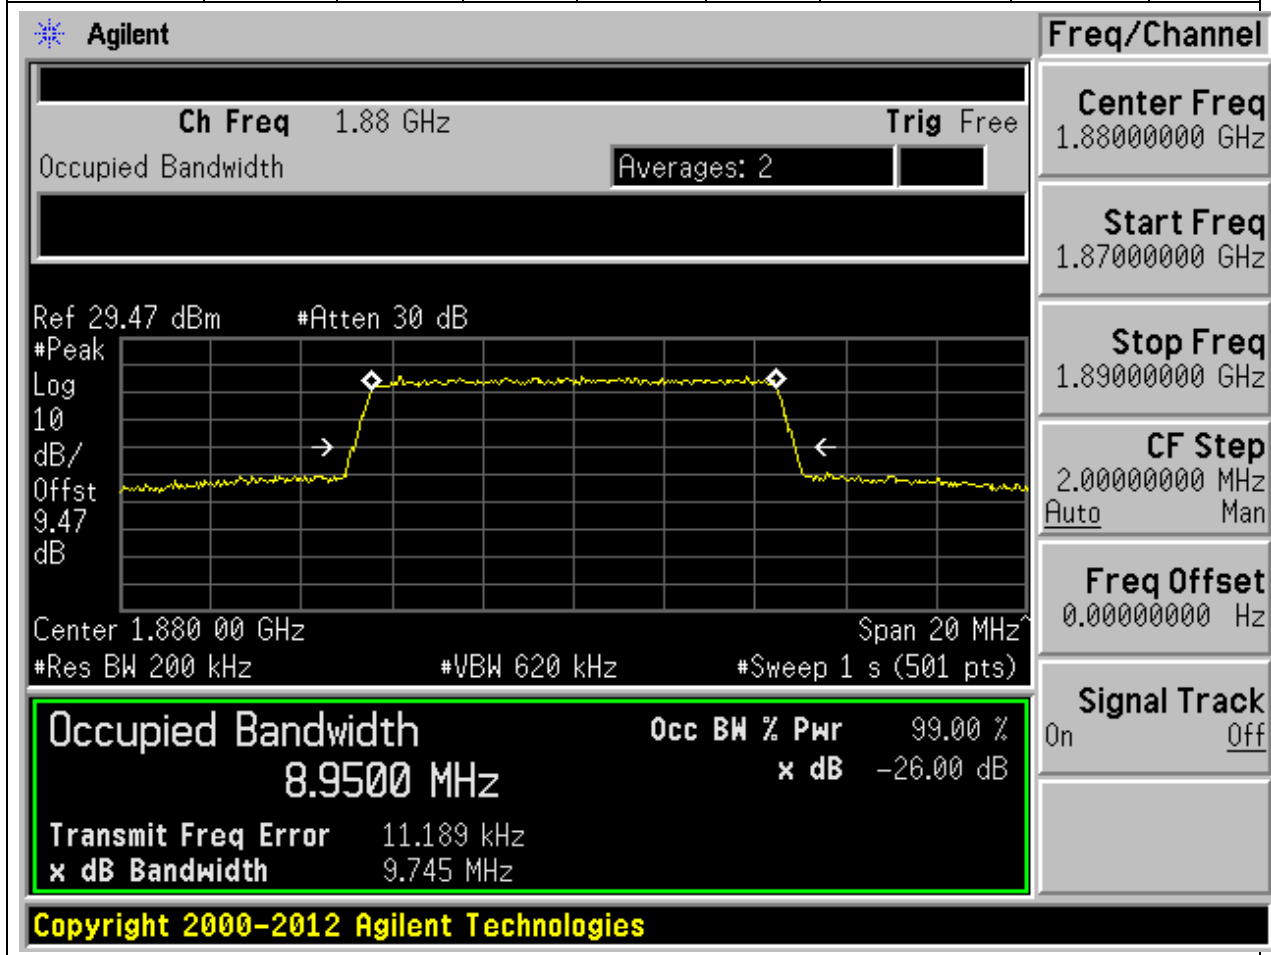 Agilent
Freq/Channel
Ch Freq 1.88 GHz Trig Free
Occupied Bandwidth Averages: 2
Center Freq
1.88000000 GHz
Start Freq
1.87000000 GHz
Stop Freq
1.89000000 GHz
CF Step
2.00000000 MHz
Auto Man
Freq Offset
0.00000000 Hz
Signal Track
On Off
Ref 29.47 dBm #Atten 30 dB
#Peak
Log
10
dB/
Offst
9.47
dB
Center 1.880 00 GHz Span 20 MHz^
#Res BW 200 kHz #VBW 620 kHz #Sweep 1 s (501 pts)
Occupied Bandwidth Occ BW % Pwr 99.00 %
8.9500 MHz x dB -26.00 dB
Transmit Freq Error 11.189 kHz
x dB Bandwidth 9.745 MHz
Copyright 2000-2012 Agilent Technologies